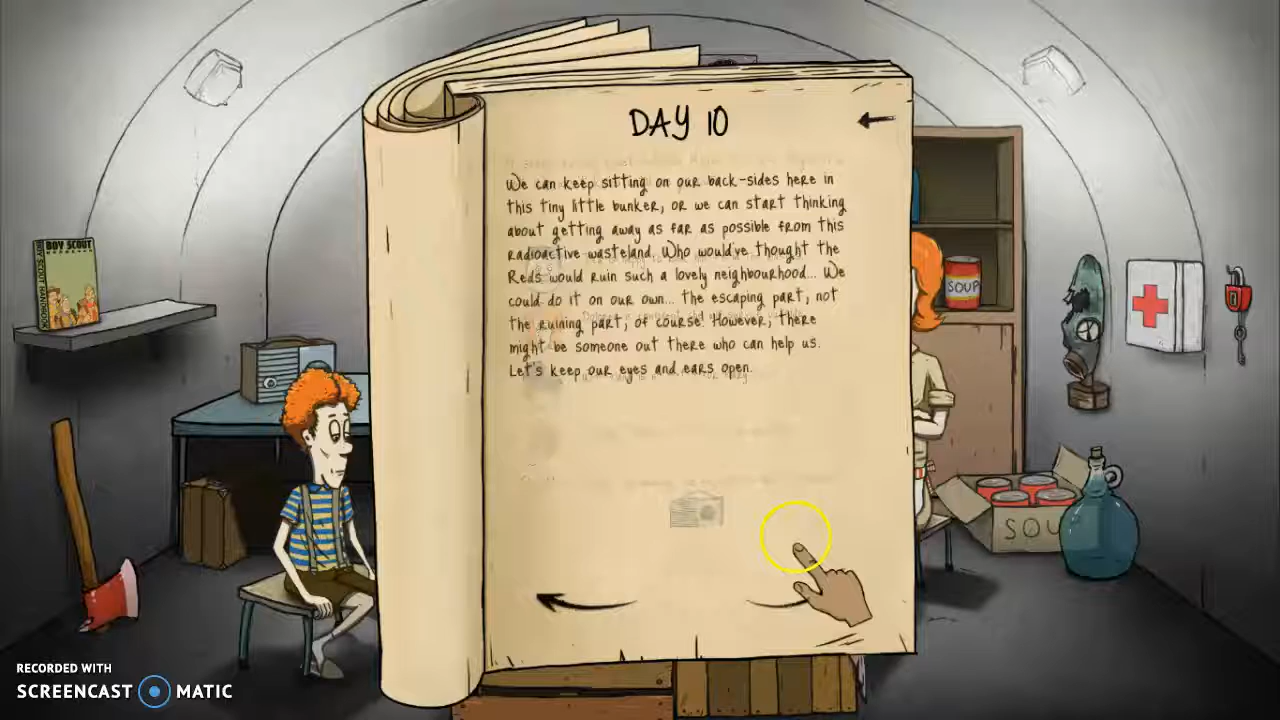 DAY 10
We can keep sitting on our back-sides here in
this tiny little bunker, or we can start thinking
about getting away as far as possible from this
radioactive wasteland. Who would've thought the
Reds would ruin such a lovely neighbourhood... We
could do it on our own... the escaping part, not
the ruining part, of course. However, there
might be someone out there who can help us.
Let's keep our eyes and ears open.
BOY SCOUT
BOY SCOUT HANDBOOK
SOUP
SOU
RECORDED WITH
SCREENCAST MATIC